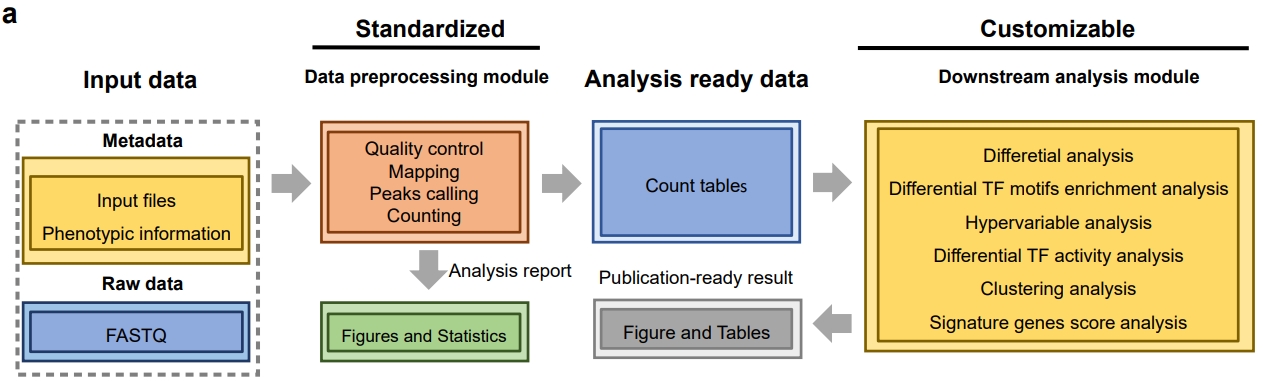 a
Standardized
Customizable
Input data
Data preprocessing module
Analysis ready data
Downstream analysis module
Metadata
Input files
Phenotypic information
Raw data
FASTQ
Quality control
Mapping
Peaks calling
Counting
Analysis report
Figures and Statistics
Count tables
Publication-ready result
Figure and Tables
Differetial analysis
Differential TF motifs enrichment analysis
Hypervariable analysis
Differential TF activity analysis
Clustering analysis
Signature genes score analysis